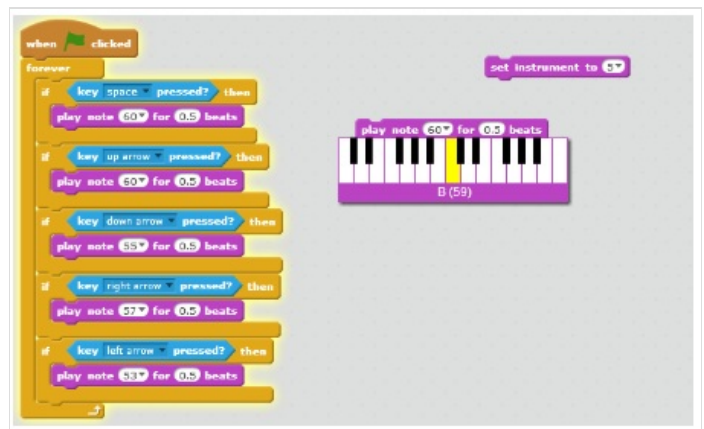 when clicked
forever
if key space pressed? then
play note 60 for 0.5 beats
if key up arrow pressed? then
play note 60 for 0.5 beats
if key down arrow pressed? then
play note 55 for 0.5 beats
if key right arrow pressed? then
play note 57 for 0.5 beats
if key left arrow pressed? then
play note 53 for 0.5 beats
set instrument to 5
play note 60 for 0.5 beats
B (59)